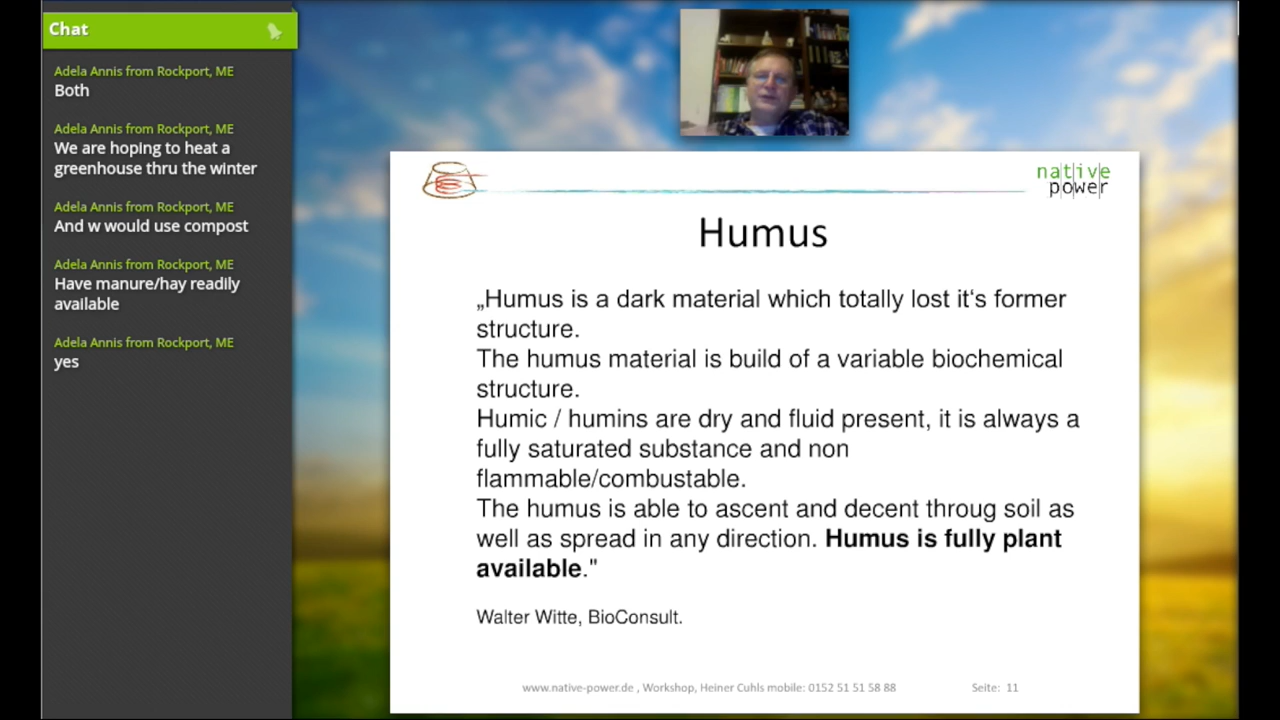 Chat
Adela Annis from Rockport, ME
Both
Adela Annis from Rockport, ME
We are hoping to heat a
greenhouse thru the winter
Adela Annis from Rockport, ME
And w would use compost
Adela Annis from Rockport, ME
Have manure/hay readily
available
Adela Annis from Rockport, ME
yes
native
power
Humus
„Humus is a dark material which totally lost it‘s former
structure.
The humus material is build of a variable biochemical
structure.
Humic / humins are dry and fluid present, it is always a
fully saturated substance and non
flammable/combustable.
The humus is able to ascent and decent throug soil as
well as spread in any direction. Humus is fully plant
available."
Walter Witte, BioConsult.
www.native-power.de , Workshop, Heiner Cuhls mobile: 0152 51 51 58 88 Seite: 11